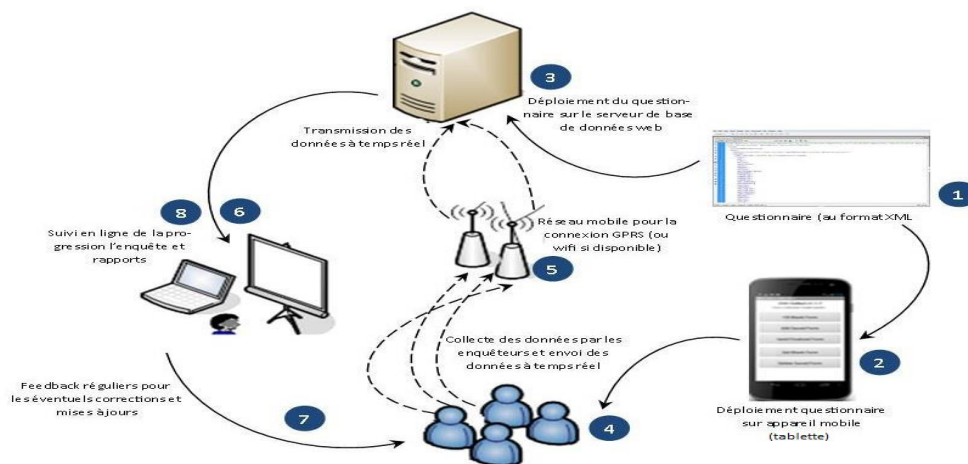 3
Déploiement du question-
naire sur le serveur de base
de données web
Transmission des
données à temps réel
1
Questionnaire (au format XML
8
6
Suivi en ligne de la pro-
gression l'enquête et
rapports
Réseau mobile pour la
connexion GPRS (ou
wifi si disponible)
5
2
Déploiement questionnaire
sur appareil mobile
(tablette)
Collecte des données par les
enquêteurs et envoi des
données à temps réel
4
Feedback réguliers pour
les éventuels corrections et
mises à jours
7